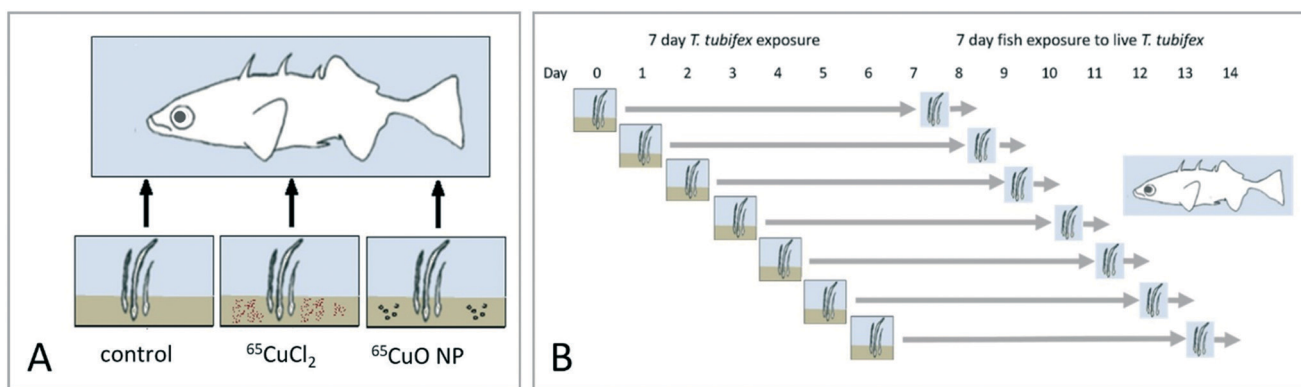 A
control
⁶⁵CuCl₂
⁶⁵CuO NP
B
7 day T. tubifex exposure
7 day fish exposure to live T. tubifex
Day 0 1 2 3 4 5 6 7 8 9 10 11 12 13 14